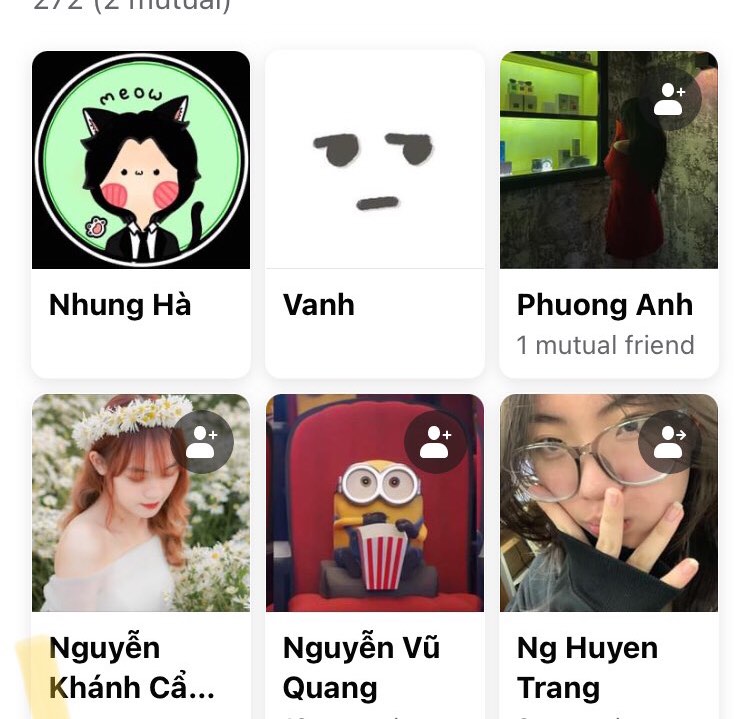 272 (2 mutual)
meow
Nhung Hà
Vanh
Phuong Anh
1 mutual friend
Nguyễn
Khánh Cẩ...
Nguyễn Vũ
Quang
Ng Huyen
Trang